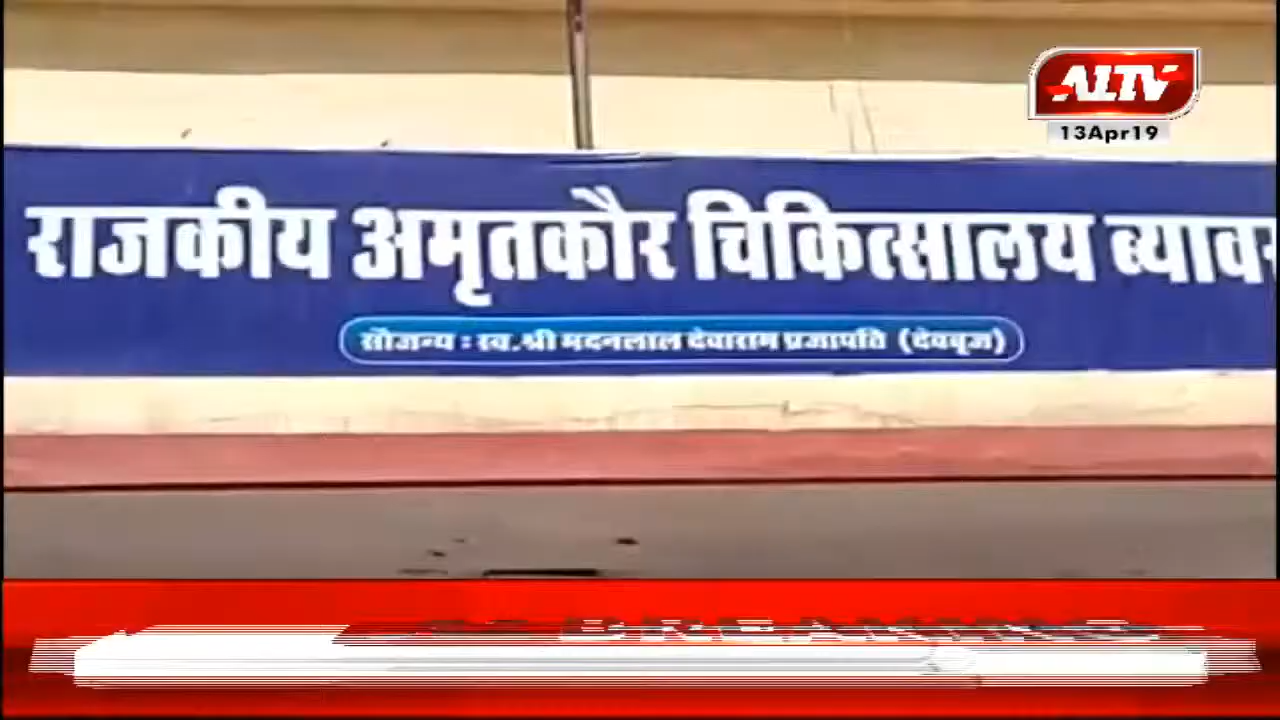 ALTV
13Apr19
राजकीय अमृतकौर चिकित्सालय
सौजन्य : स्व. श्री मदनलाल देवाराम प्रजापति (देवबृज)